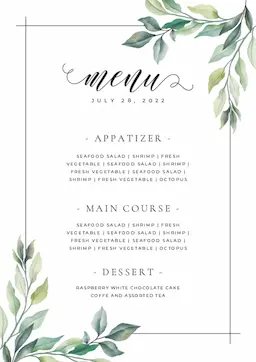 menu
JULY 28, 2022
- APPATIZER -
SEAFOOD SALAD | SHRIMP | FRESH
VEGETABLE | SEAFOOD SALAD | SHRIMP |
FRESH VEGETABLE | SEAFOOD SALAD |
SHRIMP | FRESH VEGETABLE | OCTOPUS
- MAIN COURSE -
SEAFOOD SALAD | SHRIMP | FRESH
VEGETABLE | SEAFOOD SALAD | SHRIMP |
FRESH VEGETABLE | SEAFOOD SALAD |
SHRIMP | FRESH VEGETABLE | OCTOPUS
- DESSERT -
RASPBERRY WHITE CHOCOLATE CAKE
COFFE AND ASSORTED TEA